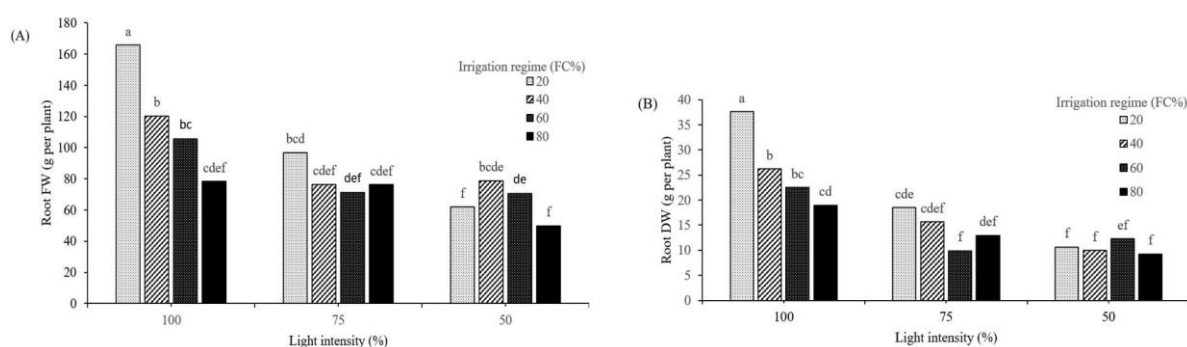 (A)
Root FW (g per plant)
180
160
140
120
100
80
60
40
20
0
a
b
bc
cdef
bcd
cdef
def
cdef
f
bcde
de
f
Irrigation regime (FC%)
20
40
60
80
100
75
50
Light intensity (%)
(B)
Root DW (g per plant)
40
35
30
25
20
15
10
5
0
a
b
bc
cd
cde
cdef
f
def
f
f
ef
f
Irrigation regime (FC%)
20
40
60
80
100
75
50
Light intensity (%)